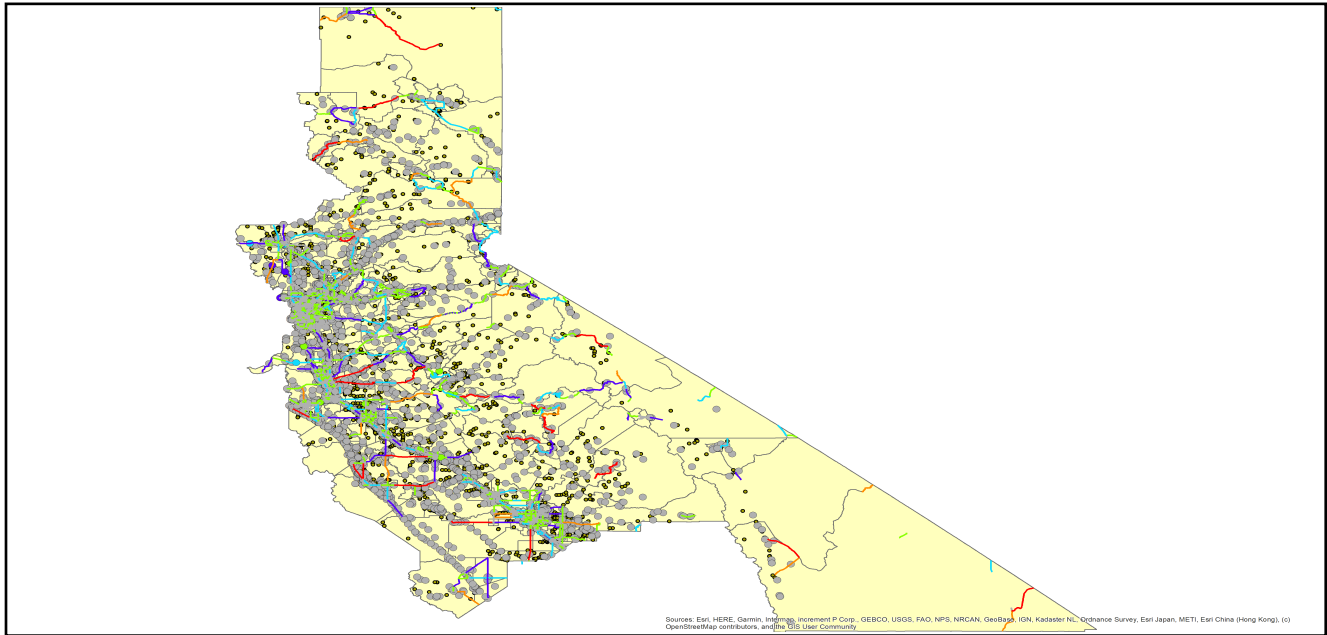 Sources: Esri, HERE, Garmin, Intermap, increment P Corp., GEBCO, USGS, FAO, NPS, NRCAN, GeoBase, IGN, Kadaster NL, Ordnance Survey, Esri Japan, METI, Esri China (Hong Kong), (c)
OpenStreetMap contributors, and the GIS User Community